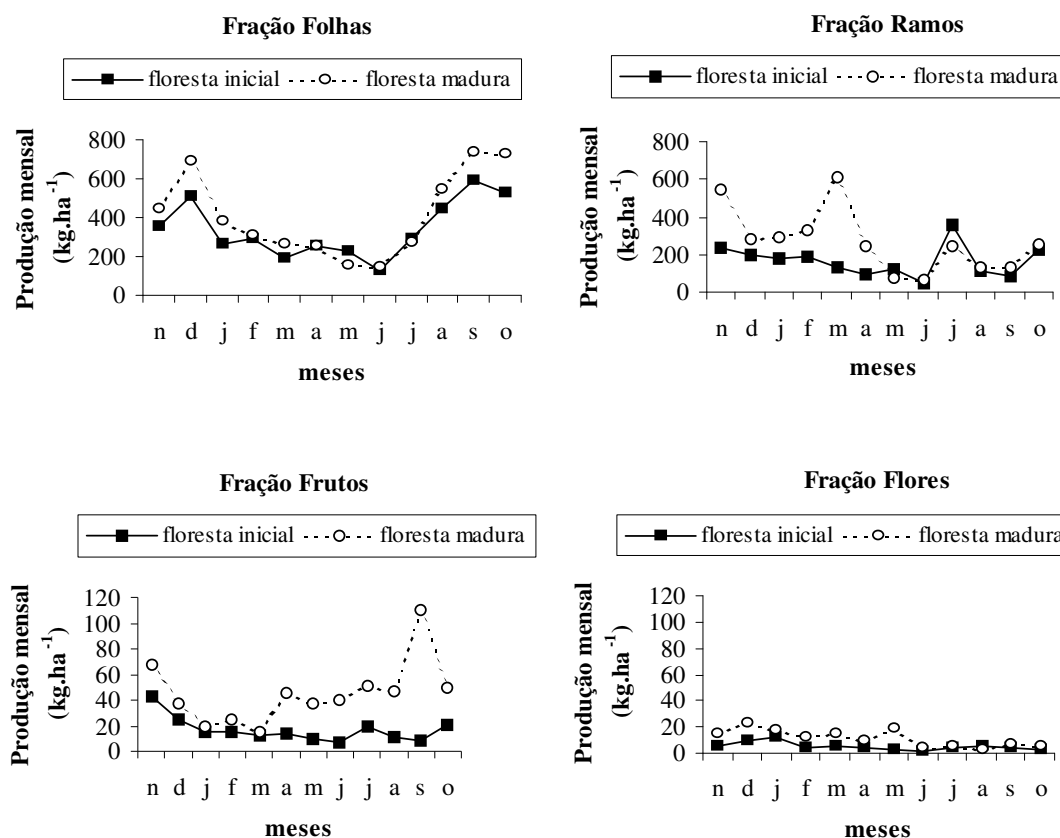 Fração Folhas
floresta inicial floresta madura
Produção mensal
(kg.ha -1)
800
600
400
200
0
n d j f m a m j j a s o
meses
Fração Ramos
floresta inicial floresta madura
Produção mensal
(kg.ha -1)
800
600
400
200
0
n d j f m a m j j a s o
meses
Fração Frutos
floresta inicial floresta madura
Produção mensal
(kg.ha -1)
120
100
80
60
40
20
0
n d j f m a m j j a s o
meses
Fração Flores
floresta inicial floresta madura
Produção mensal
(kg.ha -1)
120
100
80
60
40
20
0
n d j f m a m j j a s o
meses